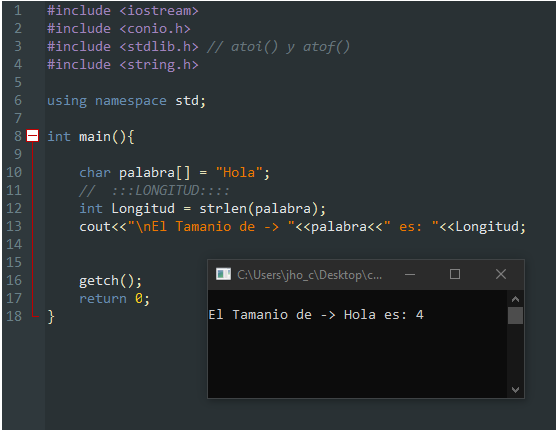 1 #include <iostream>
2 #include <conio.h>
3 #include <stdlib.h> // atoi() y atof()
4 #include <string.h>
5
6 using namespace std;
7
8 int main(){
9
10 char palabra[] = "Hola";
11 // :::LONGITUD::::
12 int Longitud = strlen(palabra);
13 cout<<"\nEl Tamanio de -> "<<palabra<<" es: "<<Longitud;
14
15
16 getch();
17 return 0;
18 }
C:\Users\jho_c\Desktop\c...
El Tamanio de -> Hola es: 4